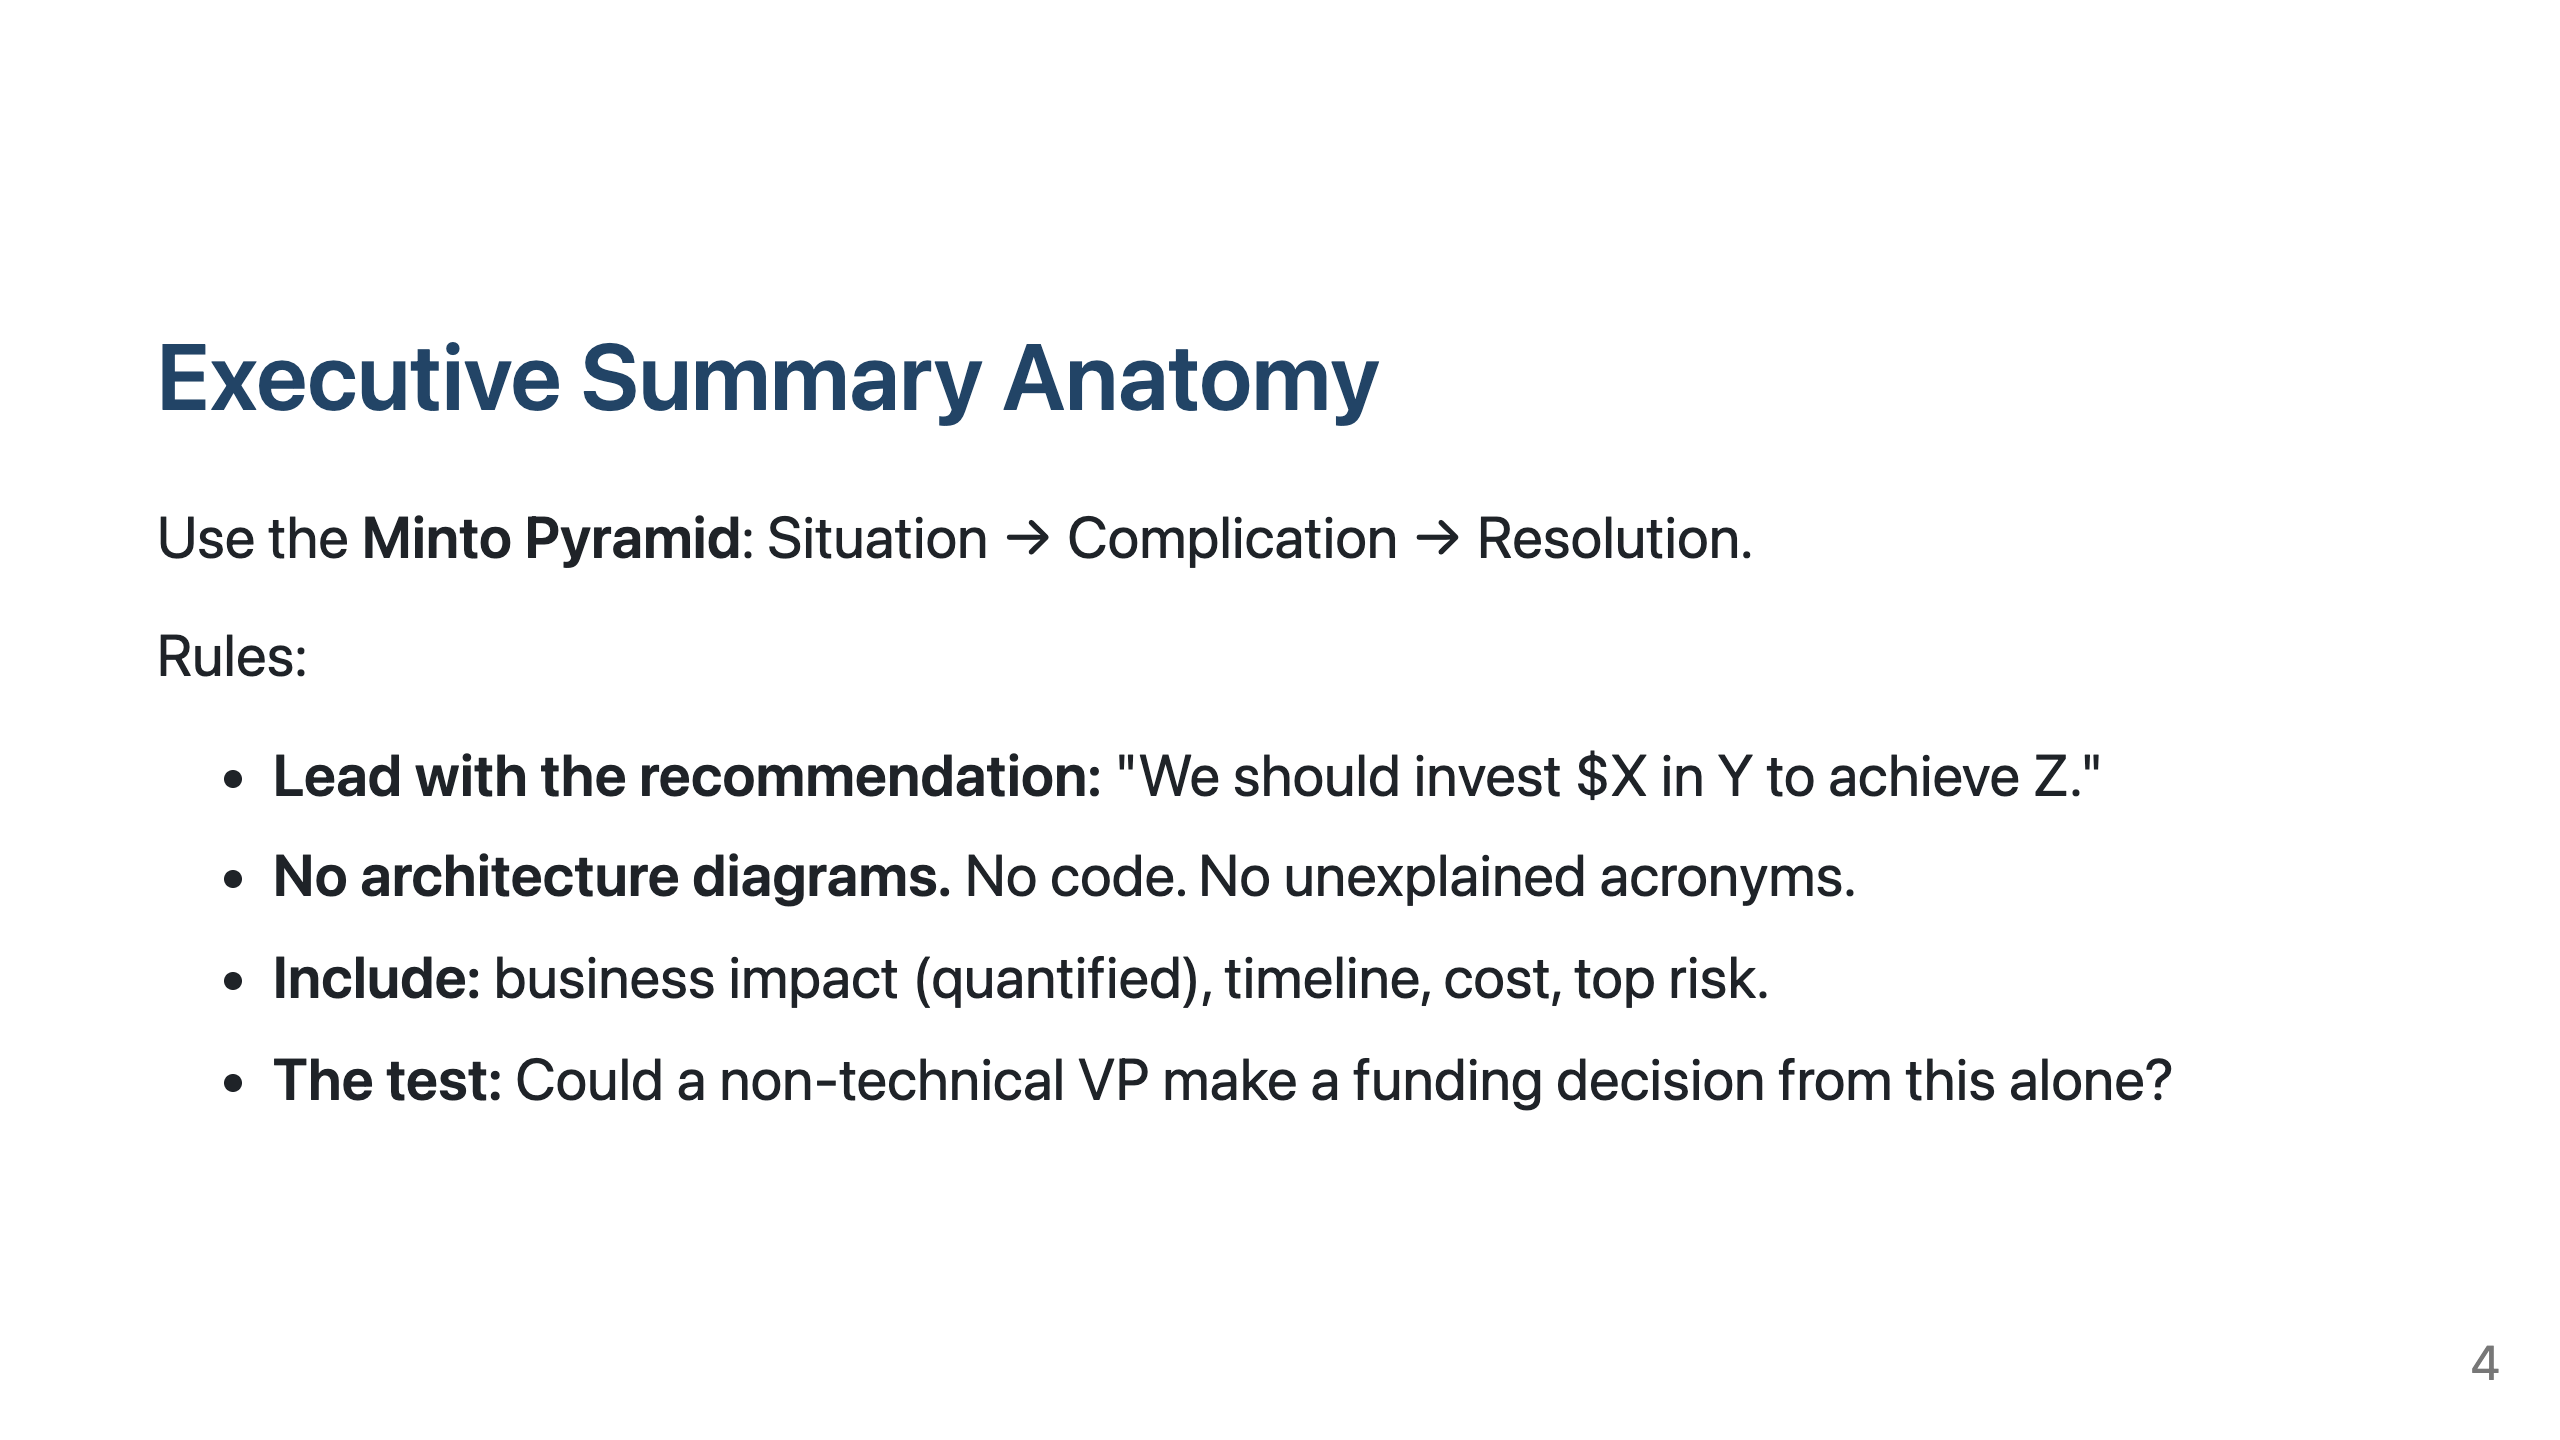 Executive Summary Anatomy
Use the Minto Pyramid: Situation → Complication → Resolution.
Rules:
• Lead with the recommendation: "We should invest $X in Y to achieve Z."
• No architecture diagrams. No code. No unexplained acronyms.
• Include: business impact (quantified), timeline, cost, top risk.
• The test: Could a non-technical VP make a funding decision from this alone?
4